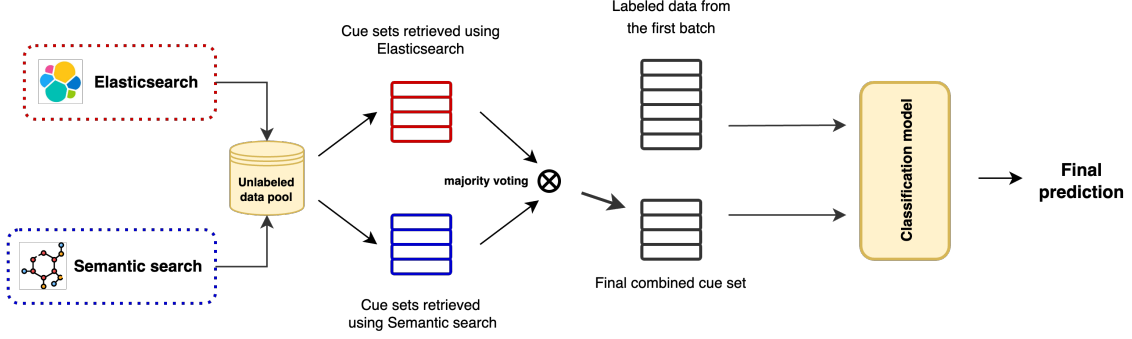 Elasticsearch
Semantic search
Unlabeled
data pool
Cue sets retrieved using
Elasticsearch
Cue sets retrieved
using Semantic search
majority voting
Labeled data from
the first batch
Final combined cue set
Classification model
Final
prediction